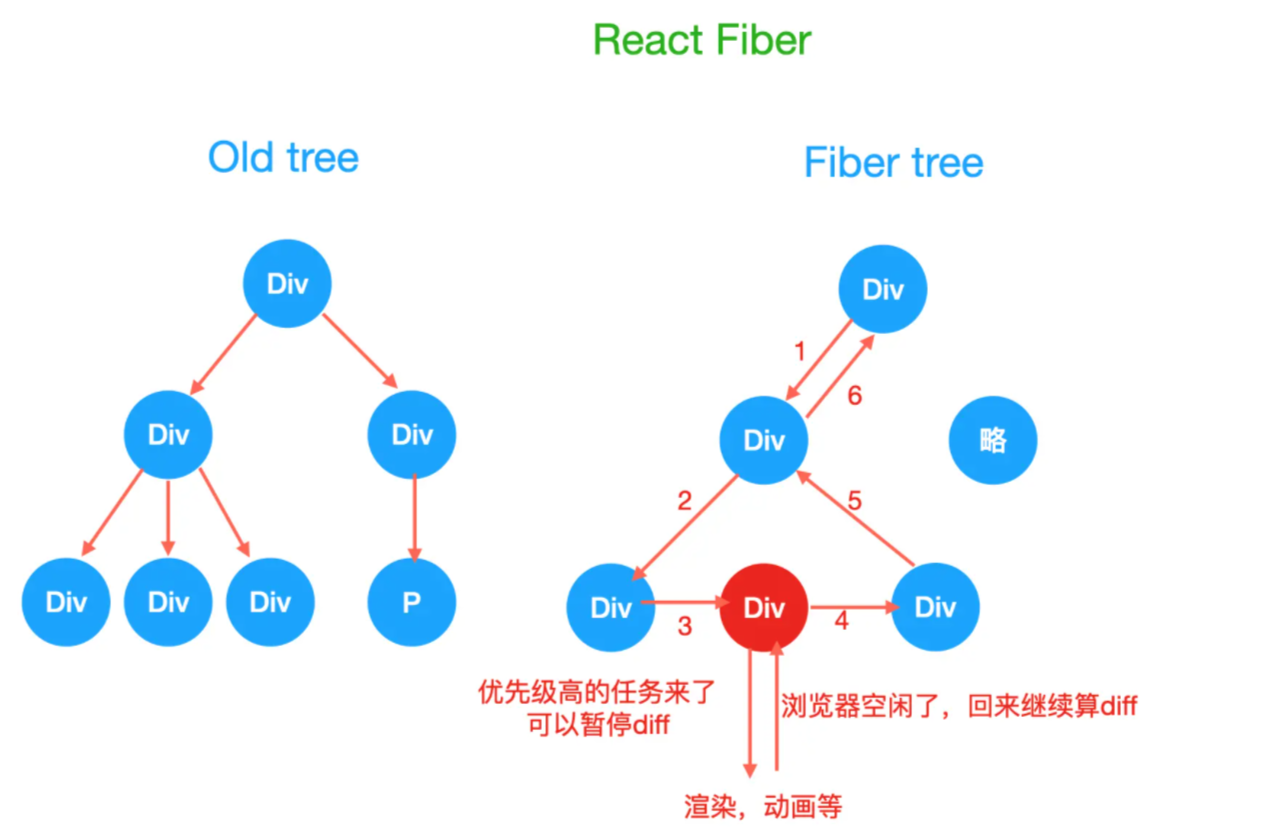 React Fiber
Old tree
Fiber tree
Div
Div
Div
Div
Div
Div
P
Div
1
6
Div
略
2
5
Div
3
Div
4
Div
优先级高的任务来了
可以暂停diff
浏览器空闲了，回来继续算diff
渲染，动画等